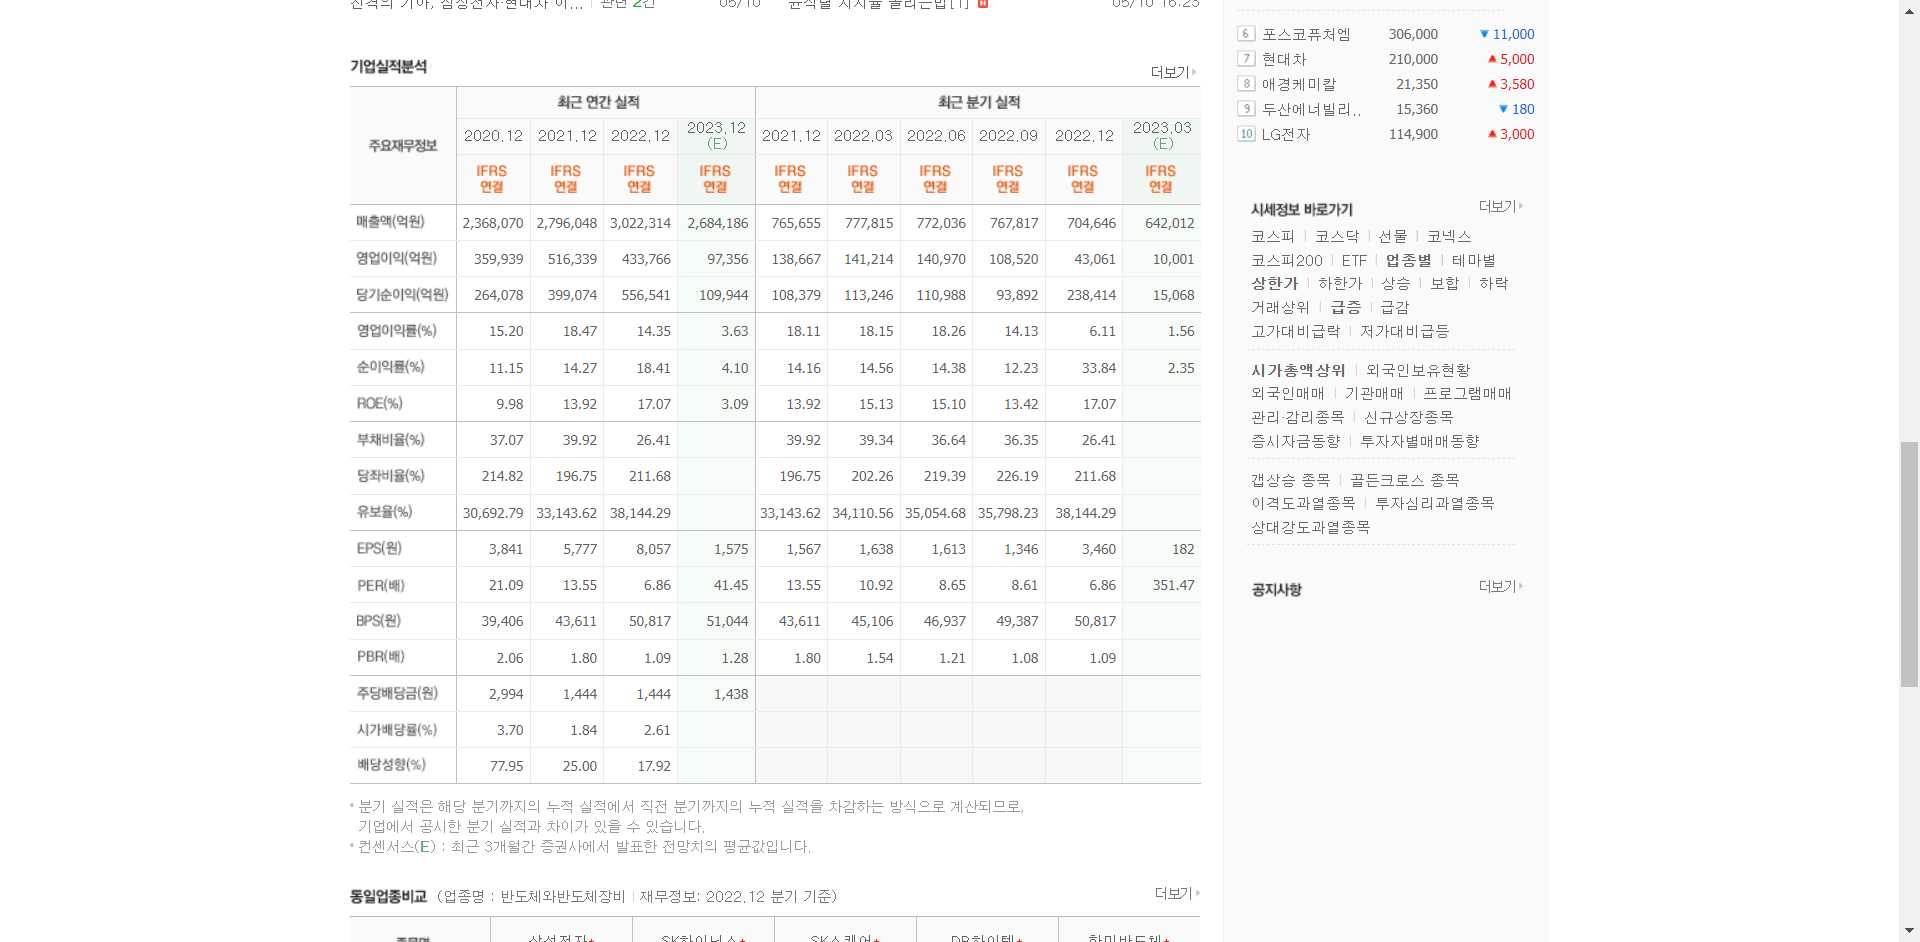 관련 2건
05/10
05/10 16:23
기업실적분석
더보기
주요재무정보
최근 연간 실적
최근 분기 실적
2020.12 2021.12 2022.12 2023.12 (E) 2021.12 2022.03 2022.06 2022.09 2022.12 2023.03 (E)
IFRS 연결 IFRS 연결 IFRS 연결 IFRS 연결 IFRS 연결 IFRS 연결 IFRS 연결 IFRS 연결 IFRS 연결 IFRS 연결
매출액(억원) 2,368,070 2,796,048 3,022,314 2,684,186 765,655 777,815 772,036 767,817 704,646 642,012
영업이익(억원) 359,939 516,339 433,766 97,356 138,667 141,214 140,970 108,520 43,061 10,001
당기순이익(억원) 264,078 399,074 556,541 109,944 108,379 113,246 110,988 93,892 238,414 15,068
영업이익률(%) 15.20 18.47 14.35 3.63 18.11 18.15 18.26 14.13 6.11 1.56
순이익률(%) 11.15 14.27 18.41 4.10 14.16 14.56 14.38 12.23 33.84 2.35
ROE(%) 9.98 13.92 17.07 3.09 13.92 15.13 15.10 13.42 17.07
부채비율(%) 37.07 39.92 26.41 39.92 39.34 36.64 36.35 26.41
당좌비율(%) 214.82 196.75 211.68 196.75 202.26 219.39 226.19 211.68
유보율(%) 30,692.79 33,143.62 38,144.29 33,143.62 34,110.56 35,054.68 35,798.23 38,144.29
EPS(원) 3,841 5,777 8,057 1,575 1,567 1,638 1,613 1,346 3,460 182
PER(배) 21.09 13.55 6.86 41.45 13.55 10.92 8.65 8.61 6.86 351.47
BPS(원) 39,406 43,611 50,817 51,044 43,611 45,106 46,937 49,387 50,817
PBR(배) 2.06 1.80 1.09 1.28 1.80 1.54 1.21 1.08 1.09
주당배당금(원) 2,994 1,444 1,444 1,438
시가배당률(%) 3.70 1.84 2.61
배당성향(%) 77.95 25.00 17.92
* 분기 실적은 해당 분기까지의 누적 실적에서 직전 분기까지의 누적 실적을 차감하는 방식으로 계산되므로,
기업에서 공시한 분기 실적과 차이가 있을 수 있습니다.
* 컨센서스(E) : 최근 3개월간 증권사에서 발표한 전망치의 평균값입니다.
동일업종비교 (업종명 : 반도체와반도체장비 | 재무정보: 2022.12 분기 기준)
더보기
종목명 삼성전자* SK하이닉스* SK스퀘어* DB하이텍* 한미반도체*
6 포스코퓨처엠 306,000 ▼ 11,000
7 현대차 210,000 ▲ 5,000
8 애경케미칼 21,350 ▲ 3,580
9 두산에너빌리.. 15,360 ▼ 180
10 LG전자 114,900 ▲ 3,000
시세정보 바로가기
더보기
코스피 | 코스닥 | 선물 | 코넥스
코스피200 | ETF | 업종별 | 테마별
상한가 | 하한가 | 상승 | 보합 | 하락
거래상위 | 급증 | 급감
고가대비급락 | 저가대비급등
시가총액상위 | 외국인보유현황
외국인매매 | 기관매매 | 프로그램매매
관리·감리종목 | 신규상장종목
증시자금동향 | 투자자별매매동향
갭상승 종목 | 골든크로스 종목
이격도과열종목 | 투자심리과열종목
상대강도과열종목
공지사항
더보기